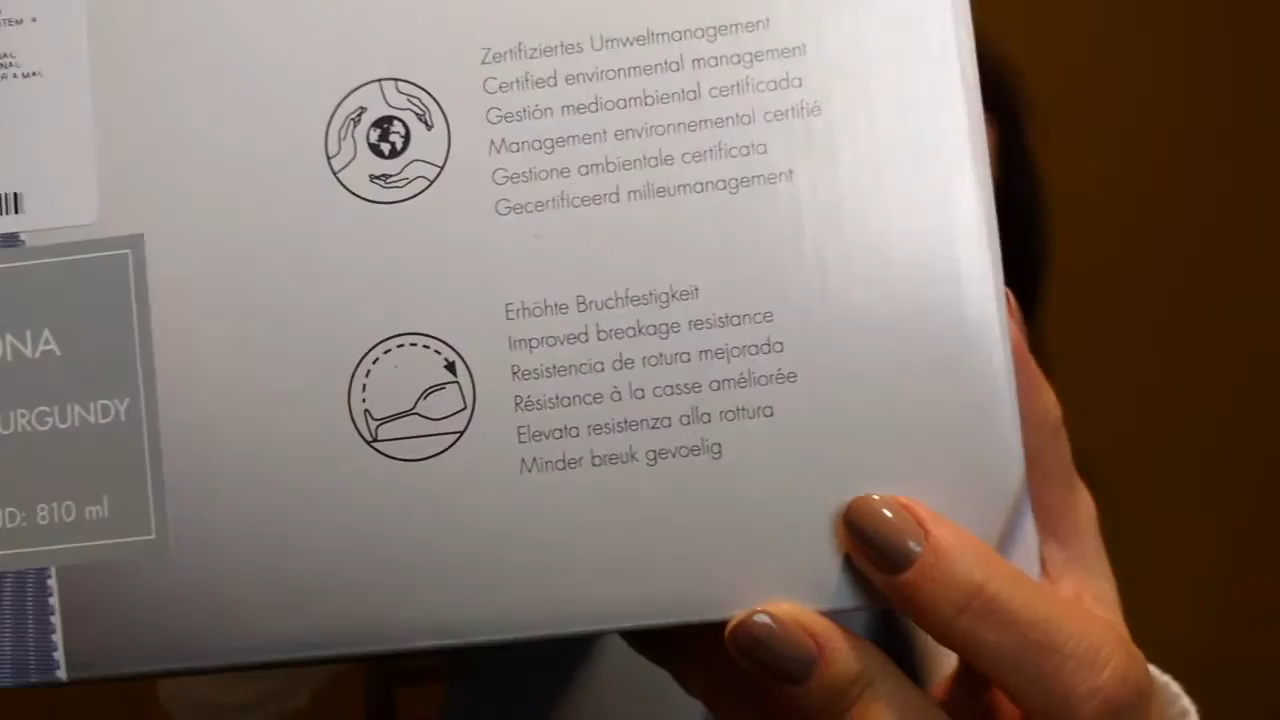 Zertifiziertes Umweltmanagement
Certified environmental management
Gestión medioambiental certificada
Management environnemental certifié
Gestione ambientale certificata
Gecertificeerd milieumanagement
Erhöhte Bruchfestigkeit
Improved breakage resistance
Resistencia de rotura mejorada
Résistance à la casse améliorée
Elevata resistenza alla rottura
Minder breuk gevoelig
ONA
URGUNDY
UD: 810 ml